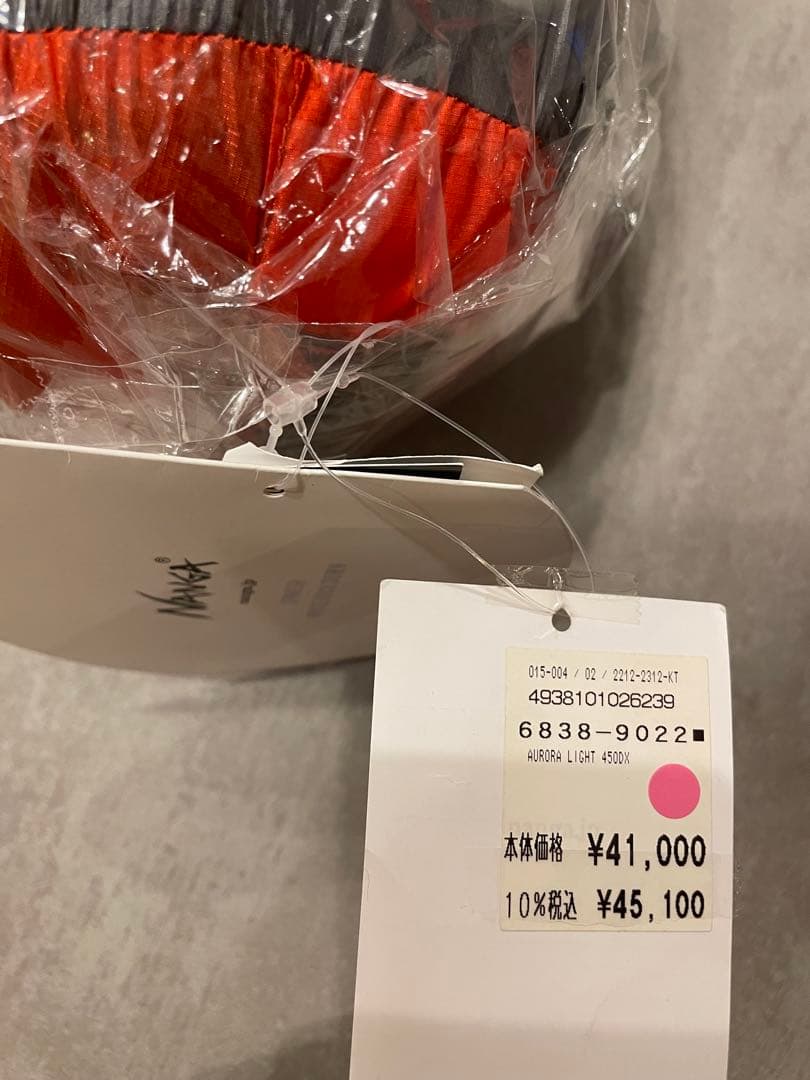 NANGA®
015-004 / 02 / 2212-2312-KT
4938101026239
6838-9022■
AURORA LIGHT 450DX
本体価格 ¥41,000
10%税込 ¥45,100